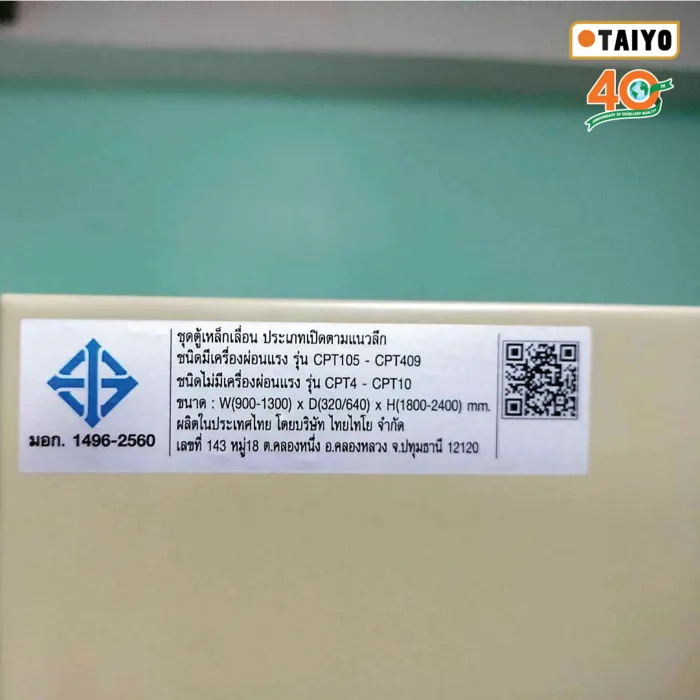 TAIYO
40TH
ANNIVERSARY OF EXCELLENT QUALITY
ชุดตู้เหล็กเลื่อน ประเภทเปิดตามแนวลึก
ชนิดมีเครื่องผ่อนแรง รุ่น CPT105 - CPT409
ชนิดไม่มีเครื่องผ่อนแรง รุ่น CPT4 - CPT10
ขนาด : W(900-1300) x D(320/640) x H(1800-2400) mm.
ผลิตในประเทศไทย โดยบริษัท ไทยไทโย จำกัด
เลขที่ 143 หมู่18 ต.คลองหนึ่ง อ.คลองหลวง จ.ปทุมธานี 12120
มอก. 1496-2560